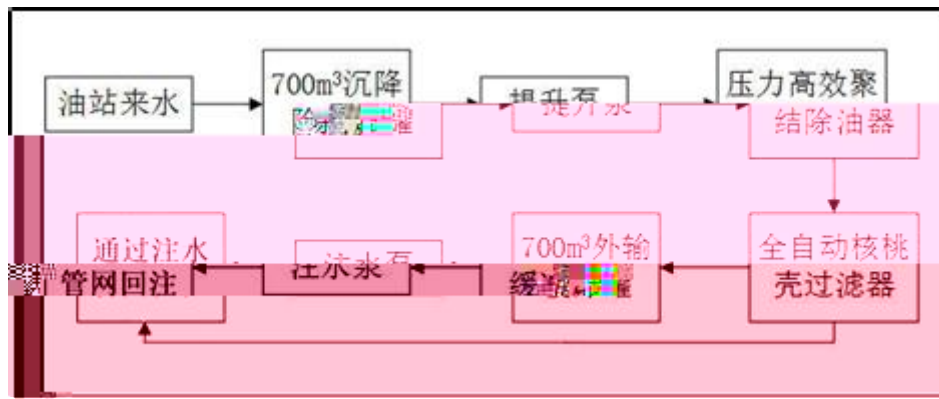 油站来水
700m³沉降
提升泵
压力高效聚
结除油器
通过注水
管网回注
注水泵
700m³外输
全自动核桃
壳过滤器